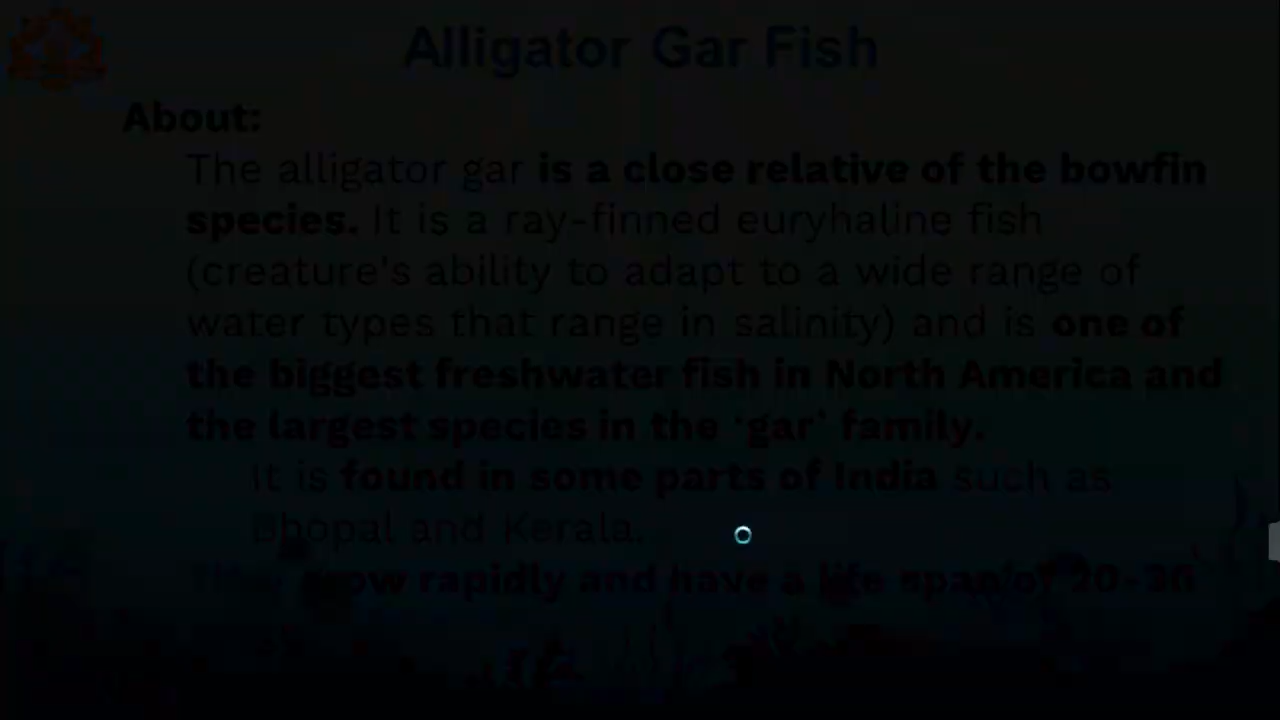 Alligator Gar Fish
About:
The alligator gar is a close relative of the bowfin
species. It is a ray-finned euryhaline fish
(creature's ability to adapt to a wide range of
water types that range in salinity) and is one of
the biggest freshwater fish in North America and
the largest species in the ‘gar’ family.
It is found in some parts of India such as
Bhopal and Kerala.
grow rapidly and have a life span of 20-30